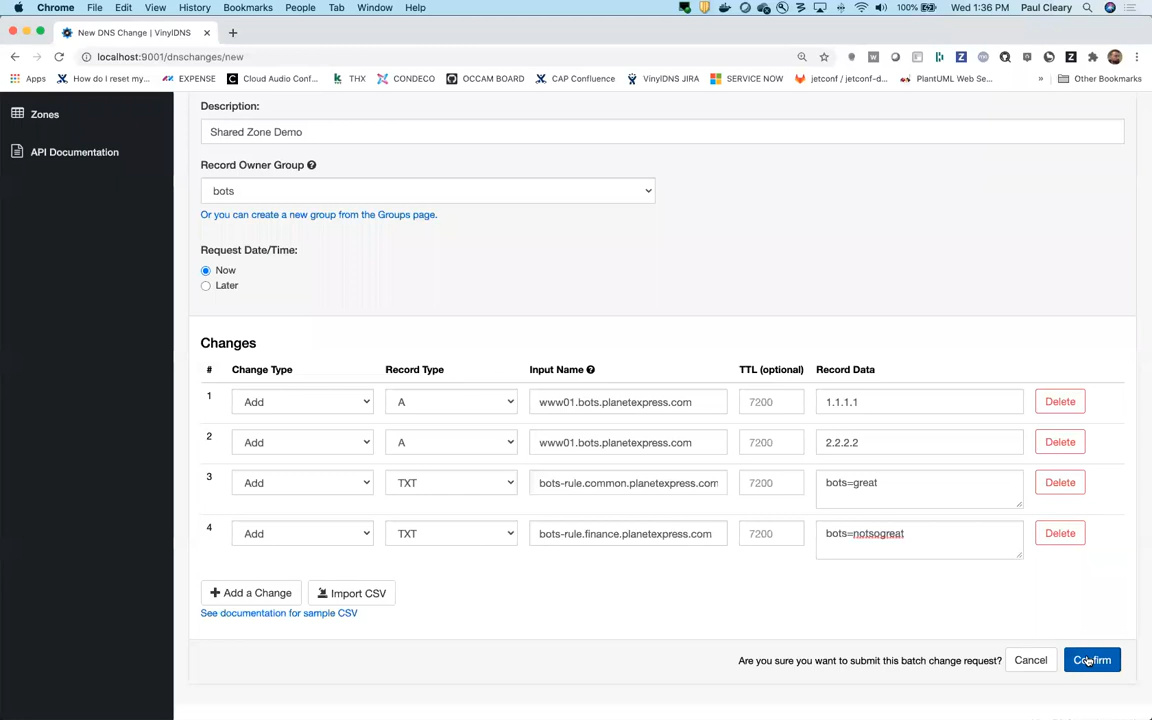 Chrome File Edit View History Bookmarks People Tab Window Help 100% Wed 1:36 PM Paul Cleary
New DNS Change | VinylDNS
localhost:9001/dnschanges/new
Apps How do I reset my... EXPENSE Cloud Audio Conf... THX CONDECO OCCAM BOARD CAP Confluence VinylDNS JIRA SERVICE NOW jetconf / jetconf-d... PlantUML Web Se... » Other Bookmarks
Zones
API Documentation
Description:
Shared Zone Demo
Record Owner Group
bots
Or you can create a new group from the Groups page.
Request Date/Time:
Now
Later
Changes
# Change Type Record Type Input Name TTL (optional) Record Data
1 Add A www01.bots.planetexpress.com 7200 1.1.1.1 Delete
2 Add A www01.bots.planetexpress.com 7200 2.2.2.2 Delete
3 Add TXT bots-rule.common.planetexpress.com 7200 bots=great Delete
4 Add TXT bots-rule.finance.planetexpress.com 7200 bots=notsogreat Delete
Add a Change Import CSV
See documentation for sample CSV
Are you sure you want to submit this batch change request? Cancel Confirm